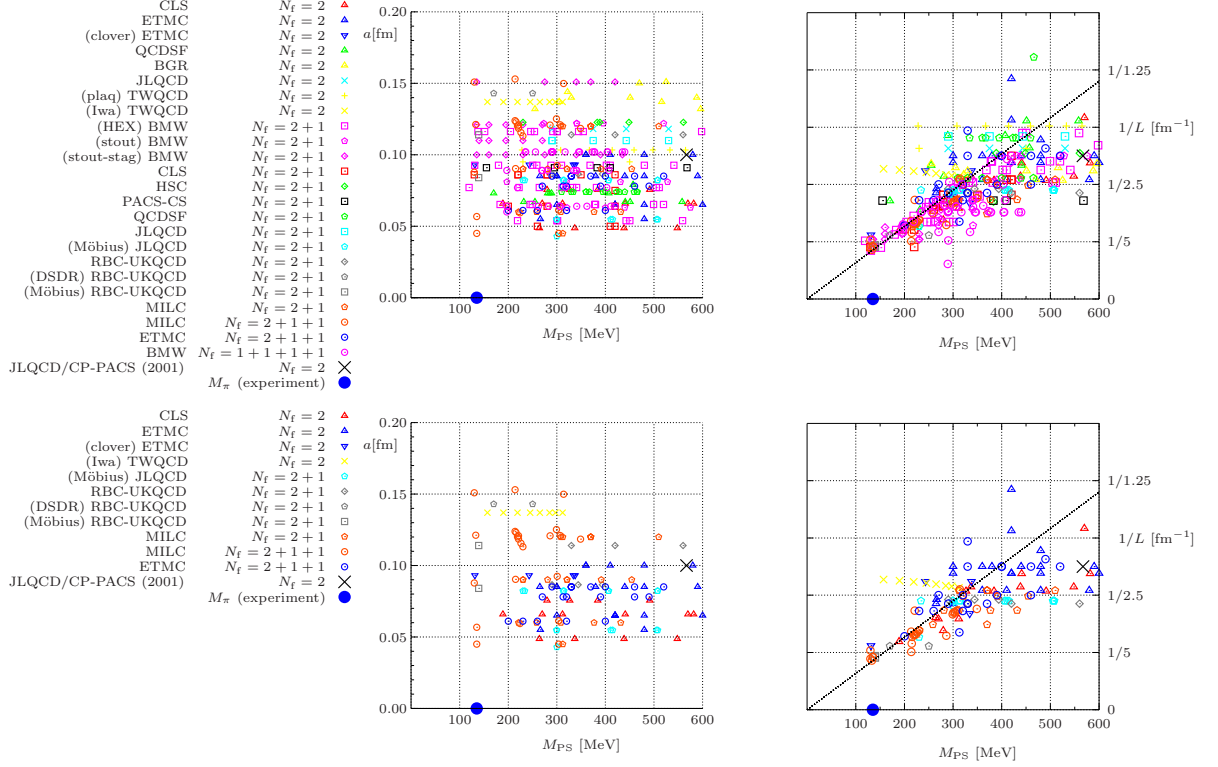 CLS N_f = 2
ETMC N_f = 2
(clover) ETMC N_f = 2
QCDSF N_f = 2
BGR N_f = 2
JLQCD N_f = 2
(plaq) TWQCD N_f = 2
(Iwa) TWQCD N_f = 2
(HEX) BMW N_f = 2 + 1
(stout) BMW N_f = 2 + 1
(stout-stag) BMW N_f = 2 + 1
CLS N_f = 2 + 1
HSC N_f = 2 + 1
PACS-CS N_f = 2 + 1
QCDSF N_f = 2 + 1
JLQCD N_f = 2 + 1
(Möbius) JLQCD N_f = 2 + 1
RBC-UKQCD N_f = 2 + 1
(DSDR) RBC-UKQCD N_f = 2 + 1
(Möbius) RBC-UKQCD N_f = 2 + 1
MILC N_f = 2 + 1
MILC N_f = 2 + 1 + 1
ETMC N_f = 2 + 1 + 1
BMW N_f = 1 + 1 + 1 + 1
JLQCD/CP-PACS (2001) N_f = 2
M_π (experiment)
0.20
a[fm]
0.15
0.10
0.05
0.00
100 200 300 400 500 600
M_PS [MeV]
1/1.25
1/L [fm⁻¹]
1/2.5
1/5
0
100 200 300 400 500 600
M_PS [MeV]
CLS N_f = 2
ETMC N_f = 2
(clover) ETMC N_f = 2
(Iwa) TWQCD N_f = 2
(Möbius) JLQCD N_f = 2 + 1
RBC-UKQCD N_f = 2 + 1
(DSDR) RBC-UKQCD N_f = 2 + 1
(Möbius) RBC-UKQCD N_f = 2 + 1
MILC N_f = 2 + 1
MILC N_f = 2 + 1 + 1
ETMC N_f = 2 + 1 + 1
JLQCD/CP-PACS (2001) N_f = 2
M_π (experiment)
0.20
a[fm]
0.15
0.10
0.05
0.00
100 200 300 400 500 600
M_PS [MeV]
1/1.25
1/L [fm⁻¹]
1/2.5
1/5
0
100 200 300 400 500 600
M_PS [MeV]